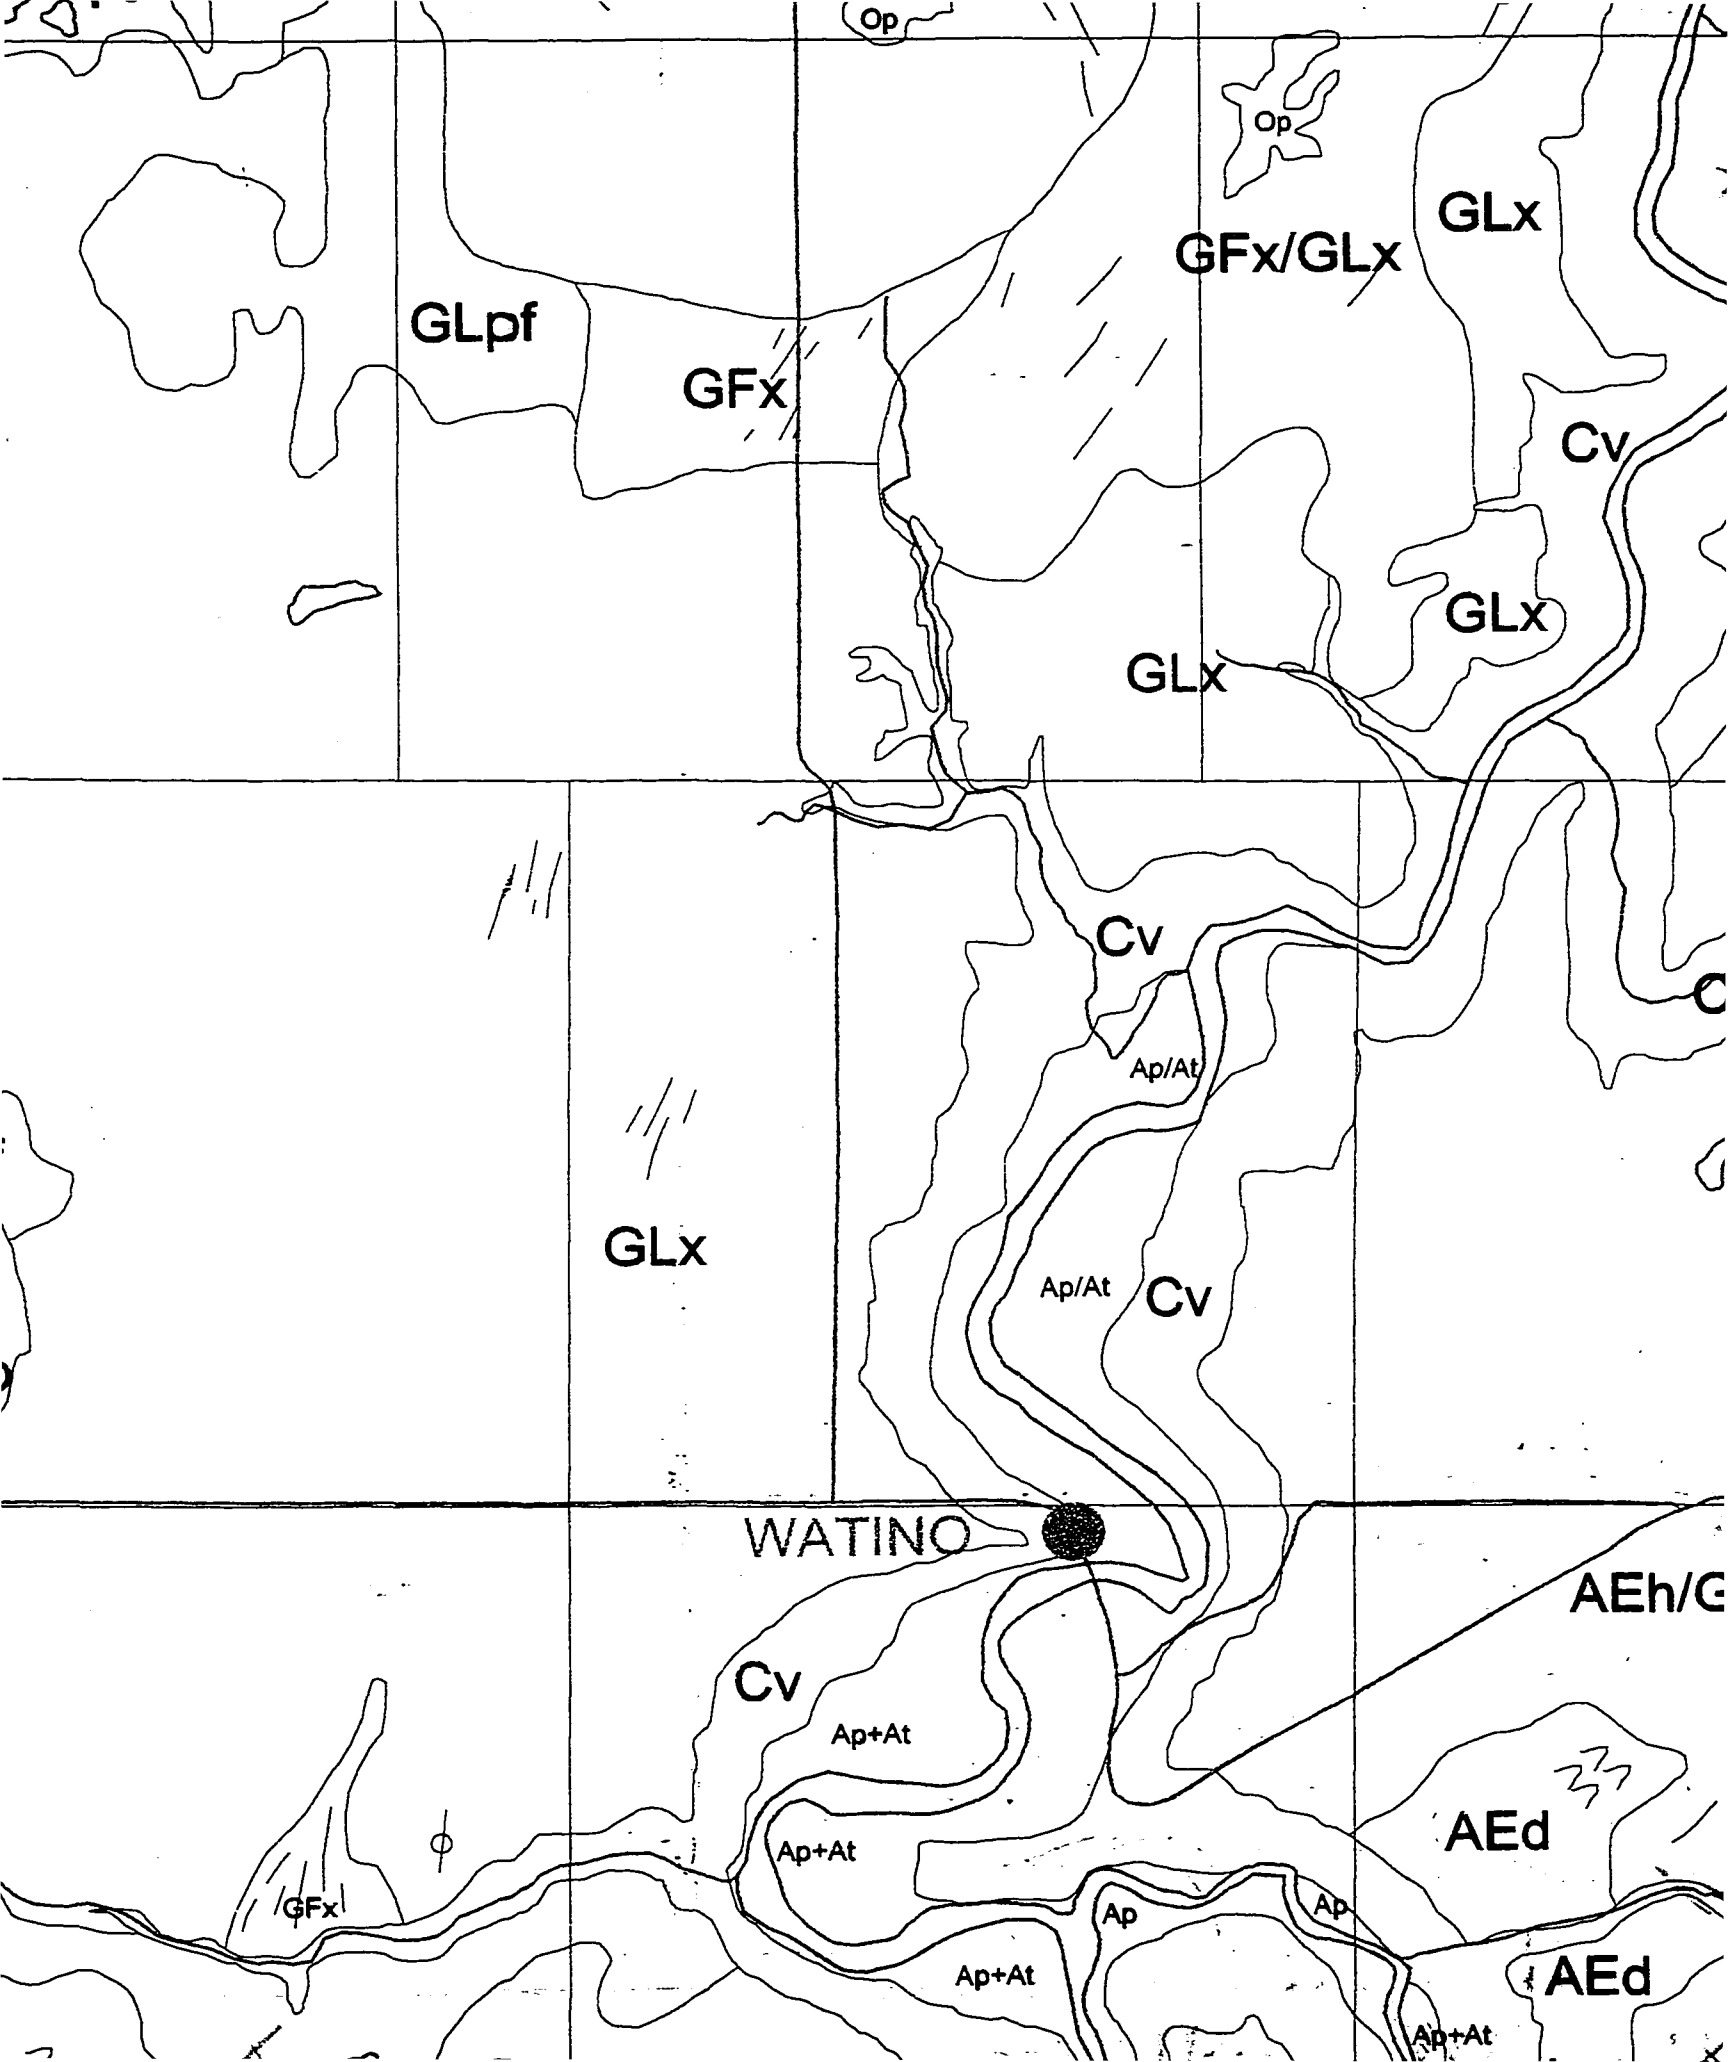 Op
Op
GLx
GFx/GLx
GLpf
GFx
Cv
GLx
GLx
Cv
C
Ap/At
GLx
Ap/At
Cv
WATINO
AEh/G
Cv
Ap+At
AEd
Ap+At
GFx
Ap
Ap
Ap+At
AEd
Ap+At